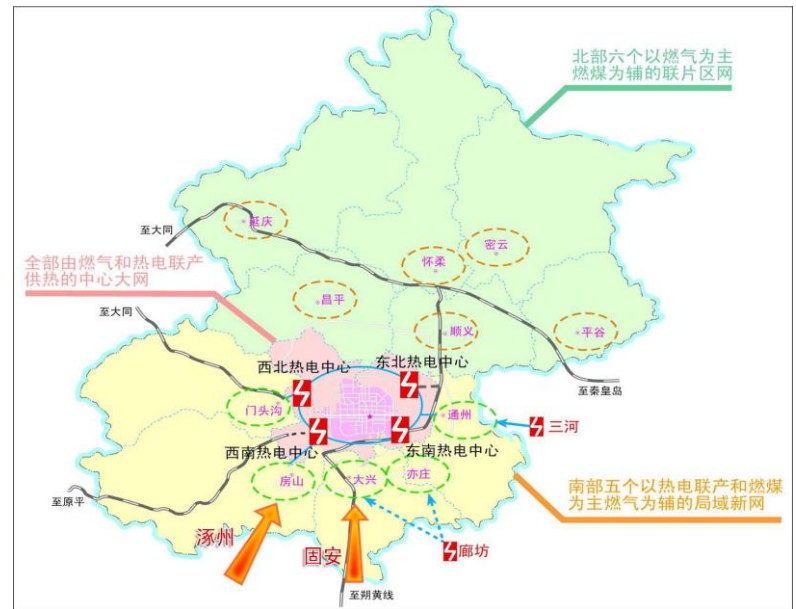 北部六个以燃气为主
燃煤为辅的联片区网
延庆
至大同
密云
怀柔
全部由燃气和热电联产
供热的中心大网
昌平
至大同
顺义
平谷
西北热电中心
东北热电中心
至秦皇岛
门头沟
通州
三河
西南热电中心
东南热电中心
房山
大兴
亦庄
南部五个以热电联产和燃煤
为主燃气为辅的局域新网
至原平
涿州
固安
廊坊
至朔黄线